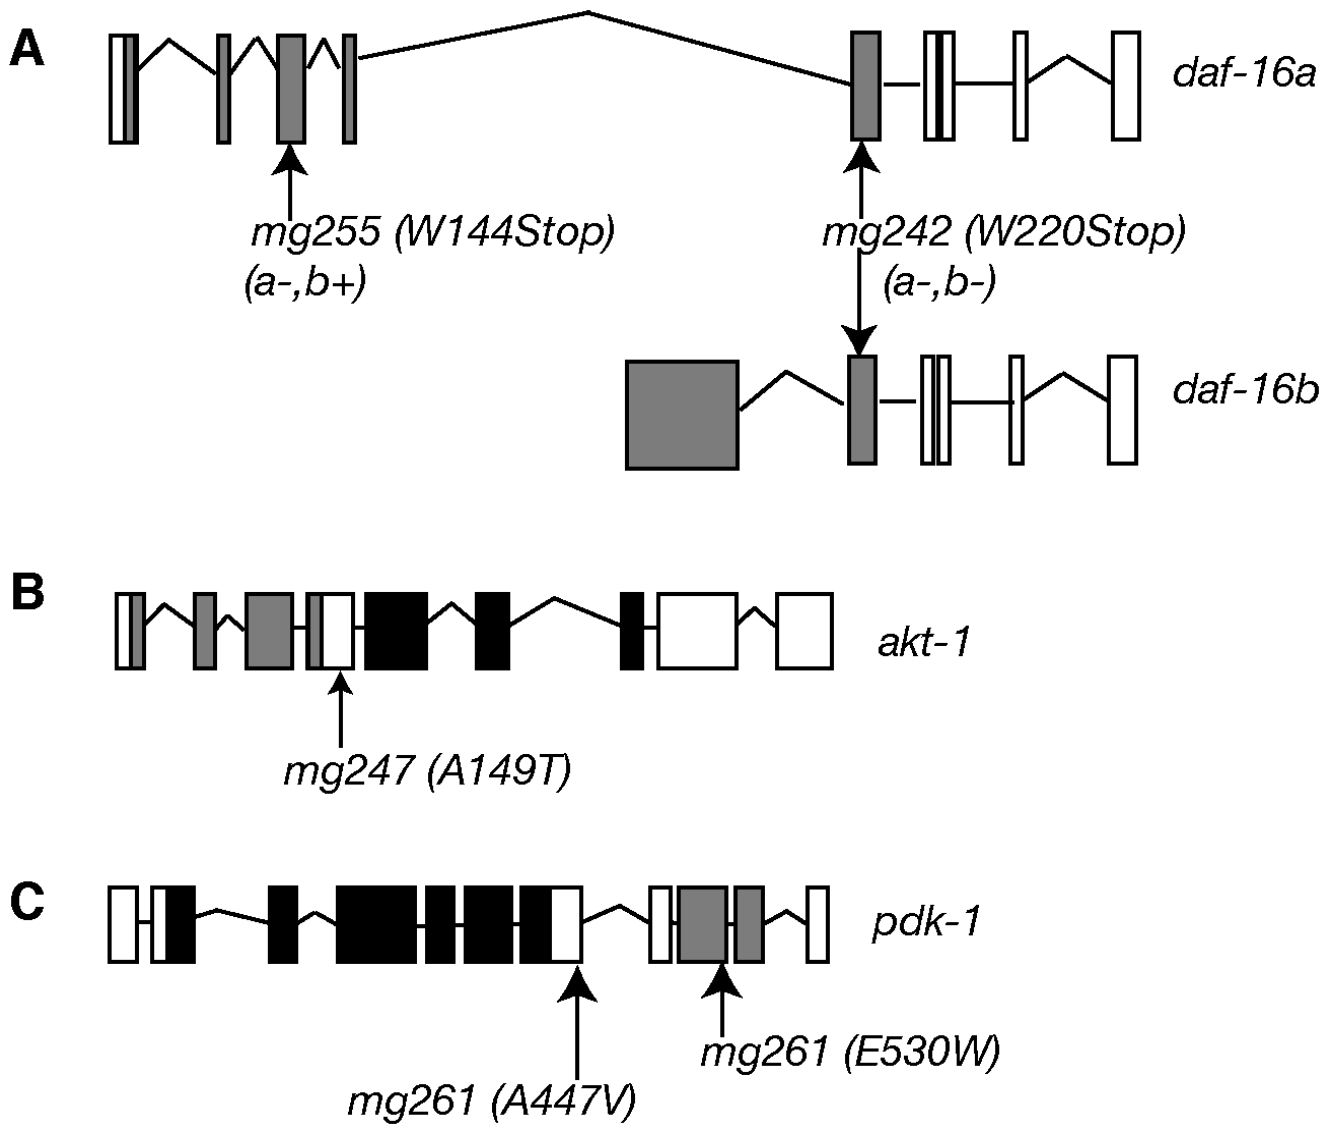 A
daf-16a
mg255 (W144Stop)
(a-,b+)
mg242 (W220Stop)
(a-,b-)
daf-16b
B
akt-1
mg247 (A149T)
C
pdk-1
mg261 (E530W)
mg261 (A447V)